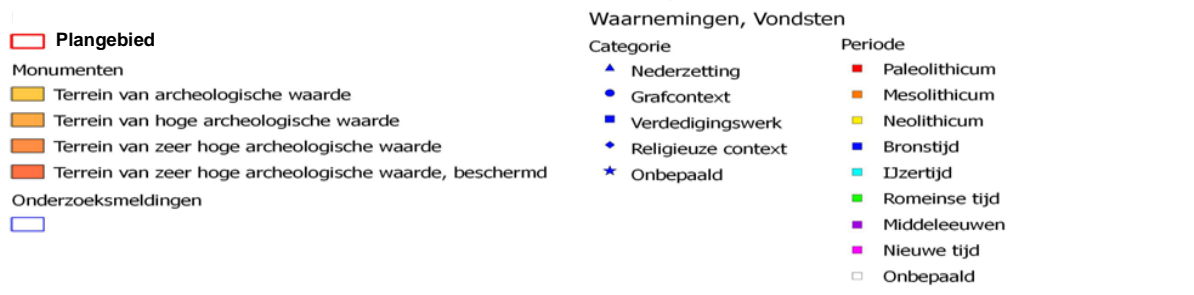 Plangebied
Monumenten
Terrein van archeologische waarde
Terrein van hoge archeologische waarde
Terrein van zeer hoge archeologische waarde
Terrein van zeer hoge archeologische waarde, beschermd
Onderzoeksmeldingen
Waarnemingen, Vondsten
Categorie
Nederzetting
Grafcontext
Verdedigingswerk
Religieuze context
Onbepaald
Periode
Paleolithicum
Mesolithicum
Neolithicum
Bronstijd
IJzertijd
Romeinse tijd
Middeleeuwen
Nieuwe tijd
Onbepaald